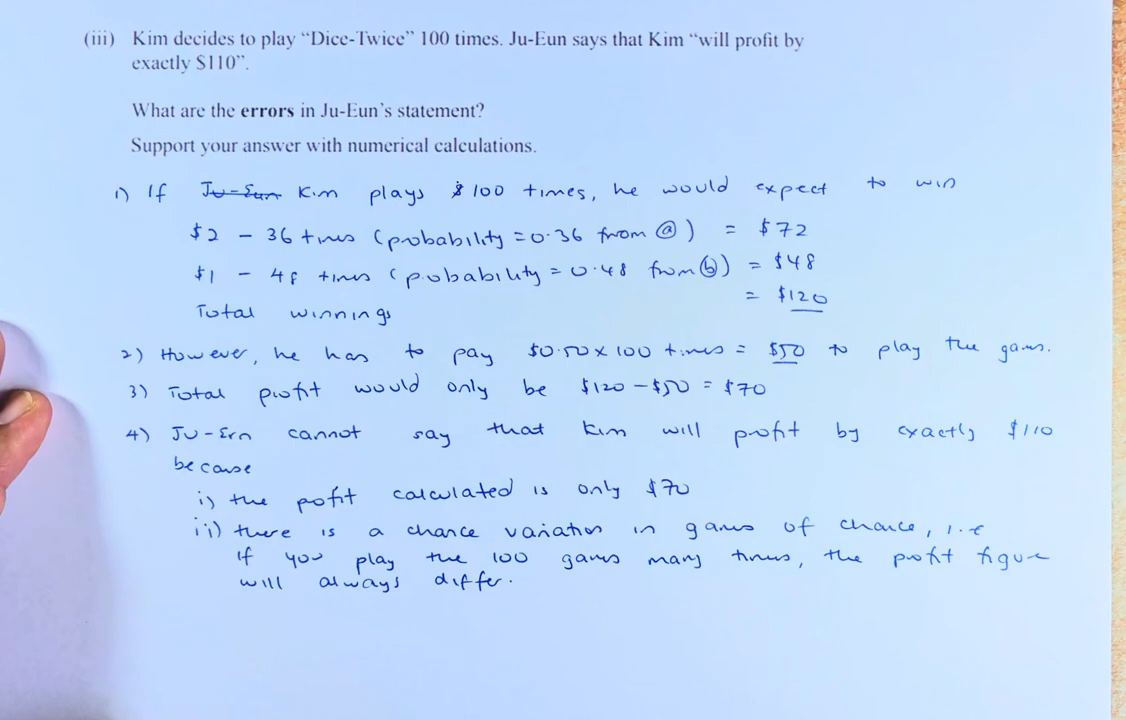 (iii) Kim decides to play “Dice-Twice” 100 times. Ju-Eun says that Kim “will profit by
exactly $110”.
What are the errors in Ju-Eun’s statement?
Support your answer with numerical calculations.
1) If Ju-Eun Kim plays $ 100 times, he would expect to win
$2 - 36 times (probability = 0.36 from (a)) = $72
$1 - 48 times (pobability = 0.48 from (b)) = $48
= $120
Total winnings
2) However, he has to pay $0.50 x 100 times = $50 to play the games.
3) Total profit would only be $120 - $50 = $70
4) Ju-Ern cannot say that Kim will profit by exactly $110
because
i) the pofit calculated is only $70
ii) there is a chance variation in games of chance, i.e
if you play the 100 games many times, the profit figure
will always differ.